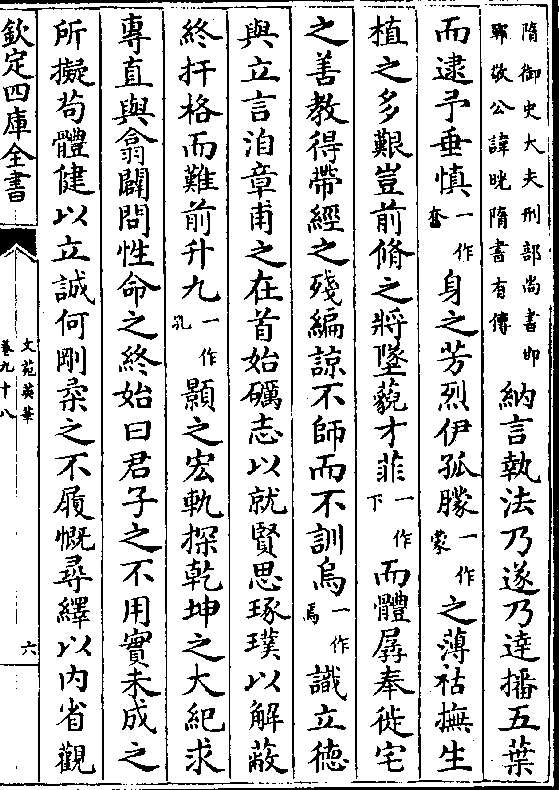 隋御史大夫刑部尚書郎
鄂敬公諱晄隋書有傳
納言執法乃遂乃達播五葉
而逮予垂慎一作奮身之芳烈伊孤朦一作蒙之薄祜撫生
植之多艱豈前脩之將墜藐才菲一作下而體孱奉徙宅
之善教得帶經之殘編諒不師而不訓烏一作焉識立德
與立言洎章甫之在首始礪志以就賢思琢璞以解蔽
終扞格而難前升九一作孔顥之宏軌探乾坤之大紀求
專直與翕闢問性命之終始曰君子之不用實未成之
所擬苟體健以立誠何剛柔之不履慨尋繹以內省觀
欽定四庫全書
文苑英華
卷九十八
六